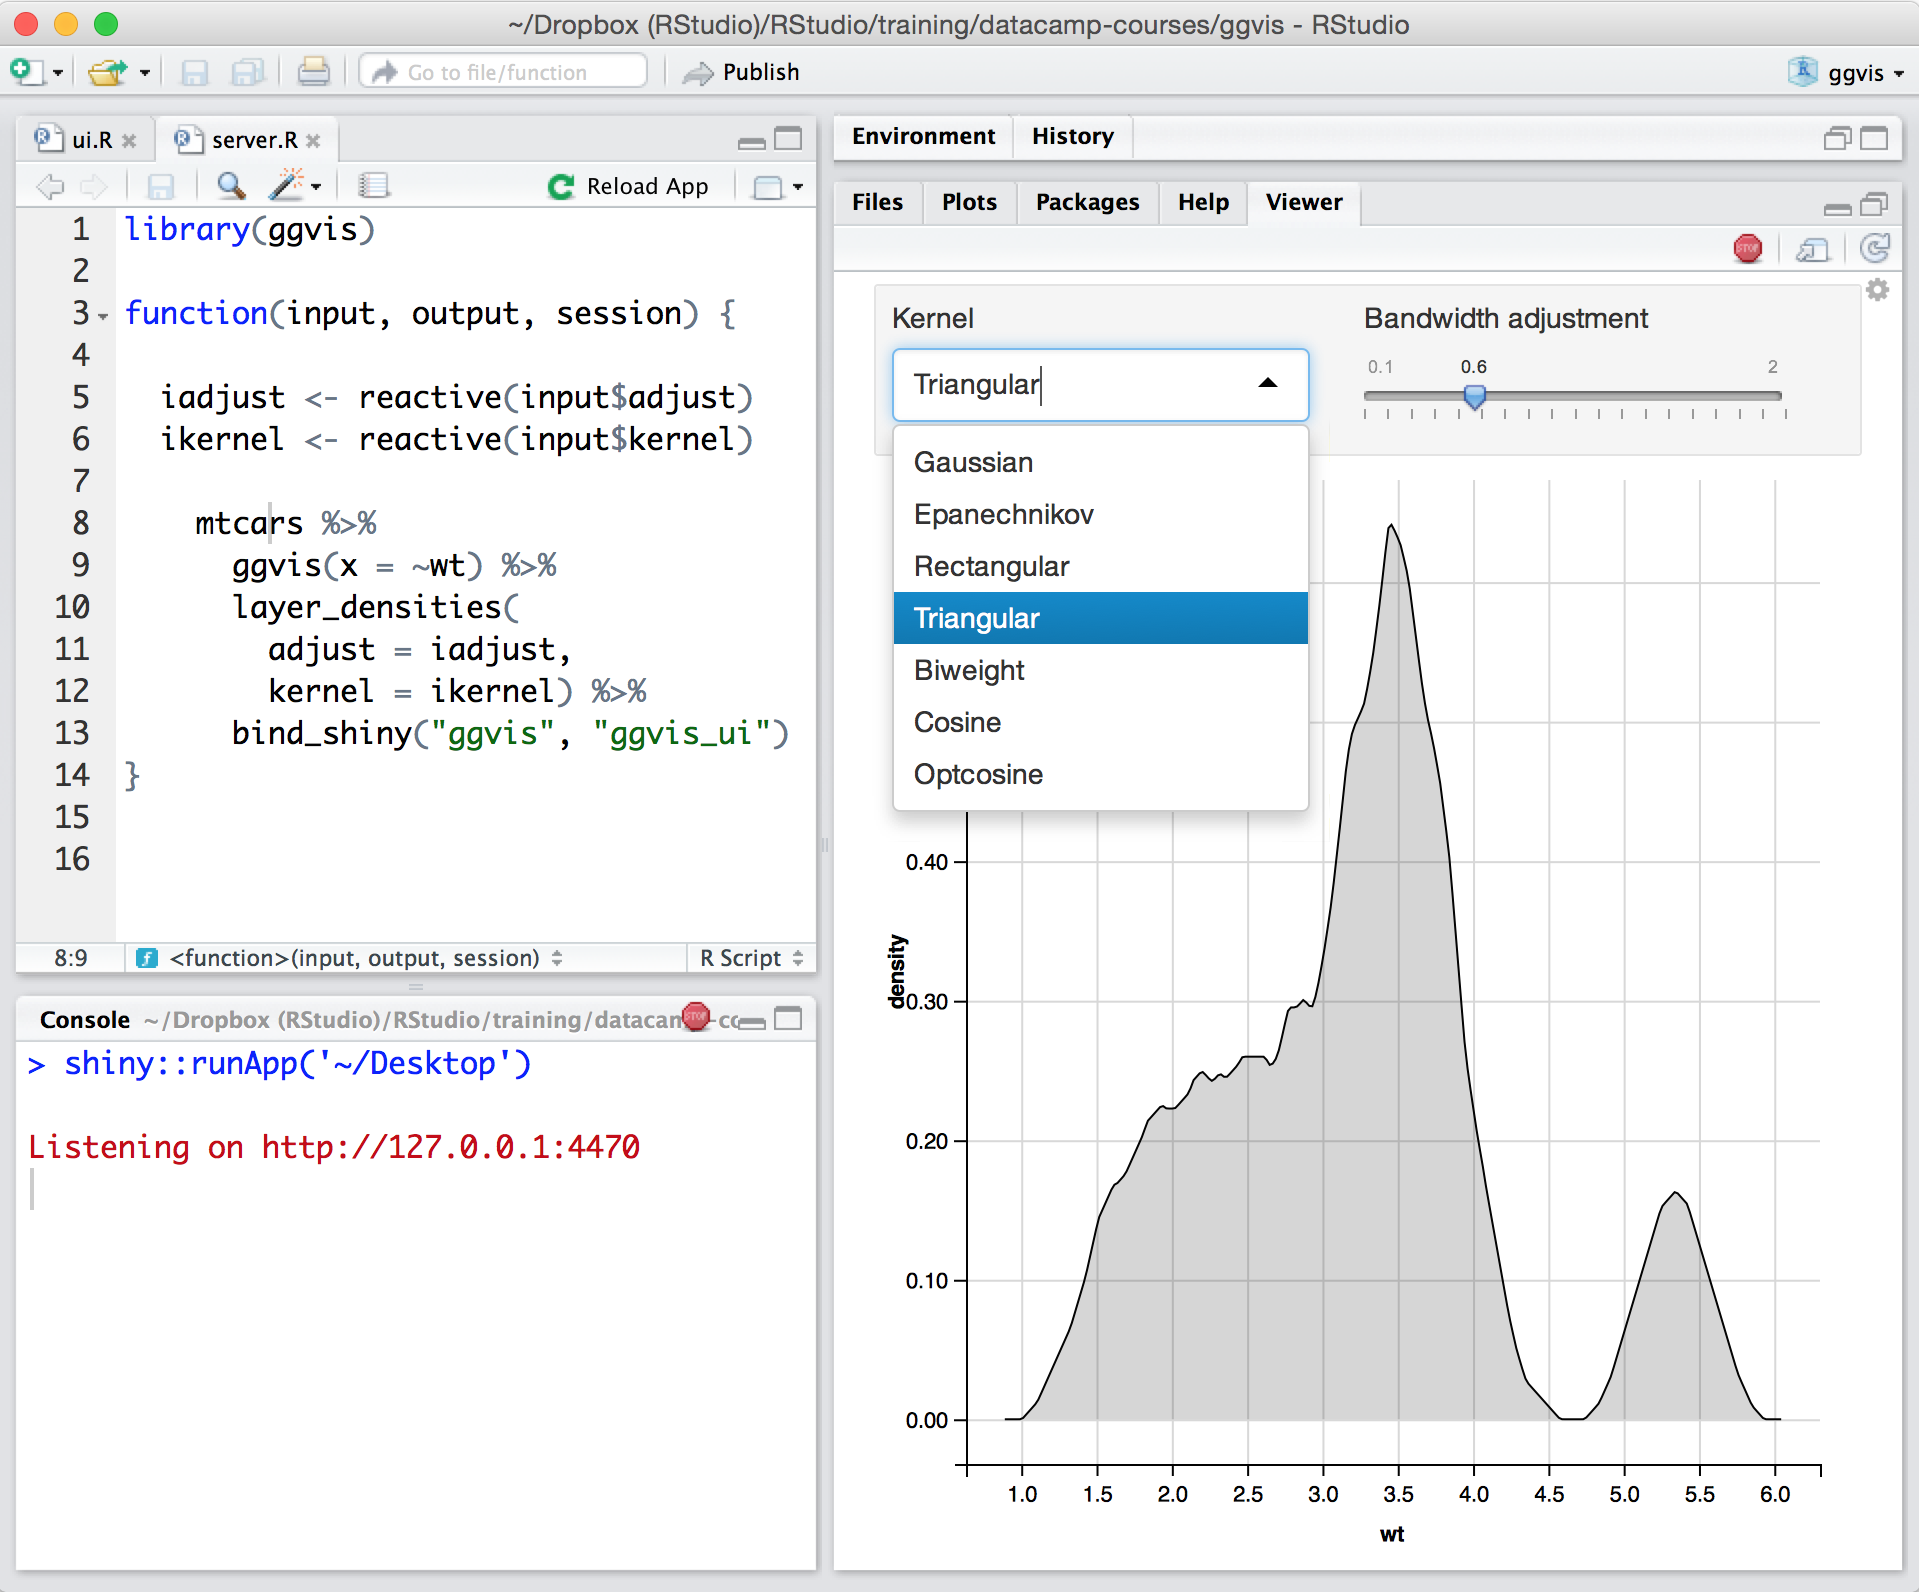 ~/Dropbox (RStudio)/RStudio/training/datacamp-courses/ggvis - RStudio
Go to file/function
Publish
ggvis
ui.R
server.R
Reload App
1 library(ggvis)
2
3 function(input, output, session) {
4
5 iadjust <- reactive(input$adjust)
6 ikernel <- reactive(input$kernel)
7
8 mtcars %>%
9 ggvis(x = ~wt) %>%
10 layer_densities(
11 adjust = iadjust,
12 kernel = ikernel) %>%
13 bind_shiny("ggvis", "ggvis_ui")
14 }
15
16
8:9 <function>(input, output, session) R Script
Console ~/Dropbox (RStudio)/RStudio/training/datacam STOP -co
> shiny::runApp('~/Desktop')
Listening on http://127.0.0.1:4470
Environment History
Files Plots Packages Help Viewer
STOP
Kernel
Triangular
Gaussian
Epanechnikov
Rectangular
Triangular
Biweight
Cosine
Optcosine
Bandwidth adjustment
0.1 0.6 2
density
0.40
0.30
0.20
0.10
0.00
1.0 1.5 2.0 2.5 3.0 3.5 4.0 4.5 5.0 5.5 6.0
wt